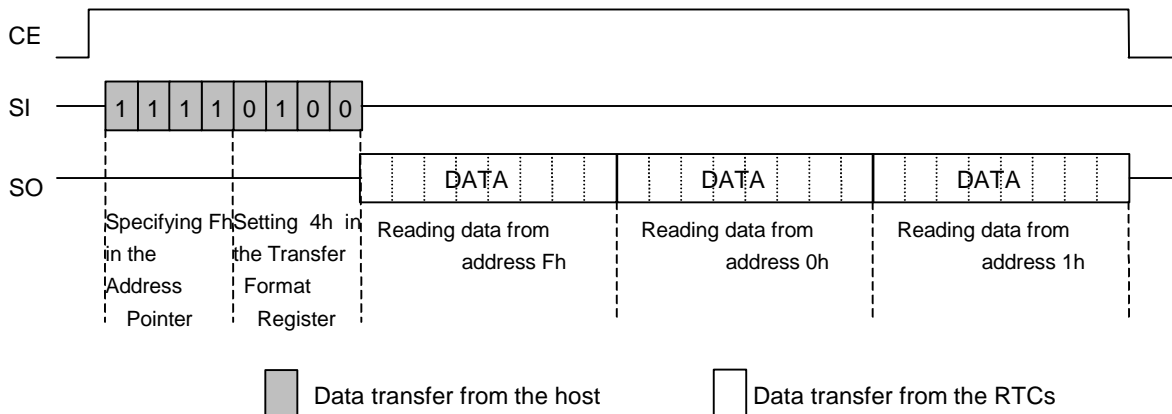 CE
SI 1 1 1 1 0 1 0 0
SO DATA DATA DATA
Specifying Fh
in the
Address
Pointer
Setting 4h in
the Transfer
Format
Register
Reading data from
address Fh
Reading data from
address 0h
Reading data from
address 1h
Data transfer from the host
Data transfer from the RTCs